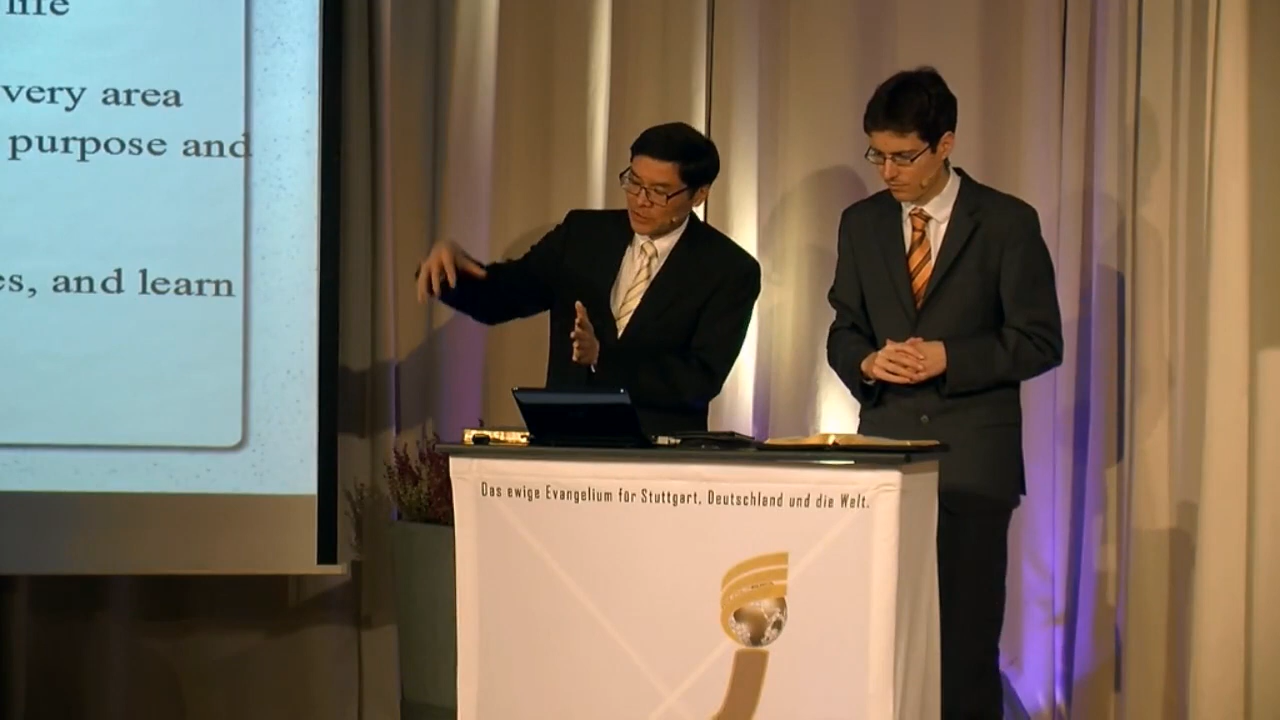 life
very area
purpose and
es, and learn
Das ewige Evangelium für Stuttgart, Deutschland und die Welt.